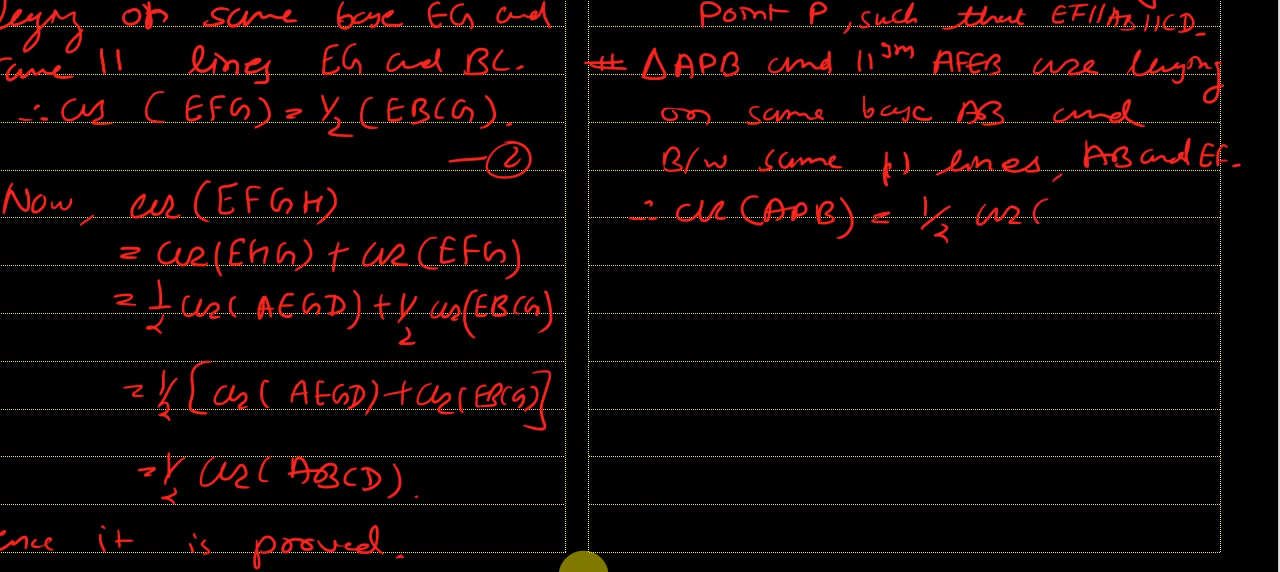 lying on same base EG and
same || lines EG and BC.
∴ ar (EFG) = 1/2 (EBCG).
— ②
Now, ar (EFGH)
= ar(EHG) + ar(EFG)
= 1/2 ar( AEGD) + 1/2 ar(EBCG)
= 1/2 [ ar( AEGD) + ar(EBCG)]
= 1/2 ar( ABCD).
ence it is proved.
Point P, such that EF||AB||CD.
# △APB and ||gm AFEB are laying
on same base AB and
B/w same || lines, AB and EF.
∴ ar (APB) = 1/2 ar(